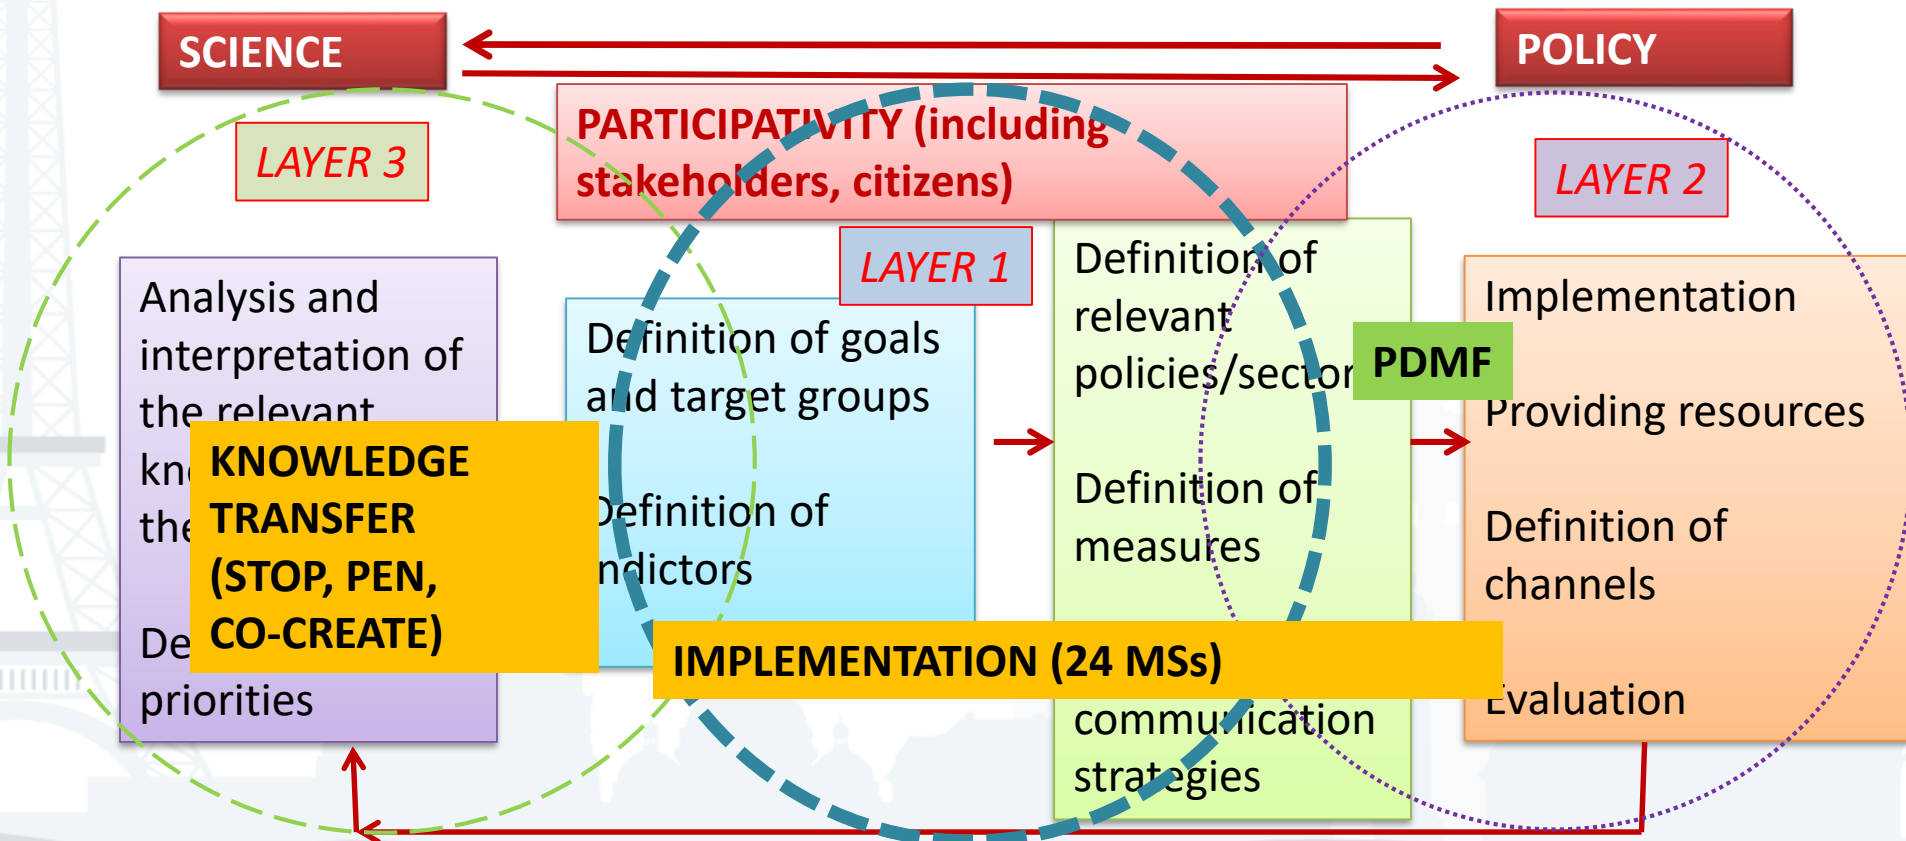 SCIENCE
POLICY
PARTICIPATIVITY (including
stakeholders, citizens)
LAYER 3
LAYER 1
LAYER 2
Analysis and
interpretation of
the relevant
priorities
KNOWLEDGE
TRANSFER
(STOP, PEN,
CO-CREATE)
Definition of goals
and target groups
Definition of
indictors
Definition of
relevant
policies/sector
Definition of
measures
communication
strategies
PDMF
Implementation
Providing resources
Definition of
channels
Evaluation
IMPLEMENTATION (24 MSs)